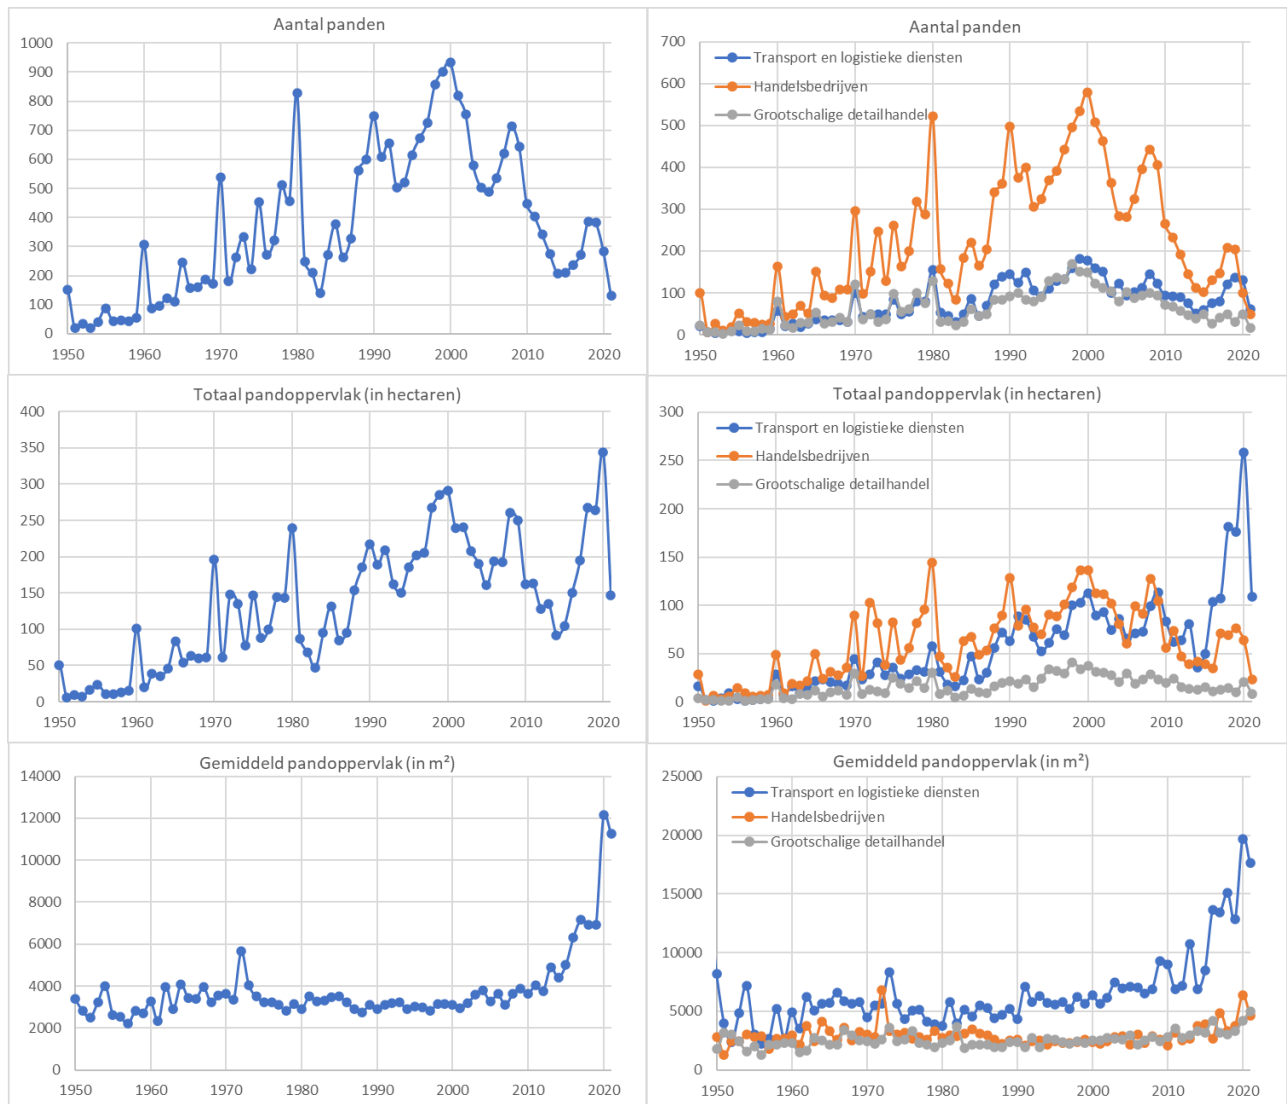 Aantal panden
1000
900
800
700
600
500
400
300
200
100
0
1950 1960 1970 1980 1990 2000 2010 2020
Aantal panden
700
Transport en logistieke diensten
600
Handelsbedrijven
Grootschalige detailhandel
500
400
300
200
100
0
1950 1960 1970 1980 1990 2000 2010 2020
Totaal pandoppervlak (in hectaren)
400
350
300
250
200
150
100
50
0
1950 1960 1970 1980 1990 2000 2010 2020
Totaal pandoppervlak (in hectaren)
300
Transport en logistieke diensten
Handelsbedrijven
250
Grootschalige detailhandel
200
150
100
50
0
1950 1960 1970 1980 1990 2000 2010 2020
Gemiddeld pandoppervlak (in m²)
14000
12000
10000
8000
6000
4000
2000
0
1950 1960 1970 1980 1990 2000 2010 2020
Gemiddeld pandoppervlak (in m²)
25000
Transport en logistieke diensten
Handelsbedrijven
20000
Grootschalige detailhandel
15000
10000
5000
0
1950 1960 1970 1980 1990 2000 2010 2020